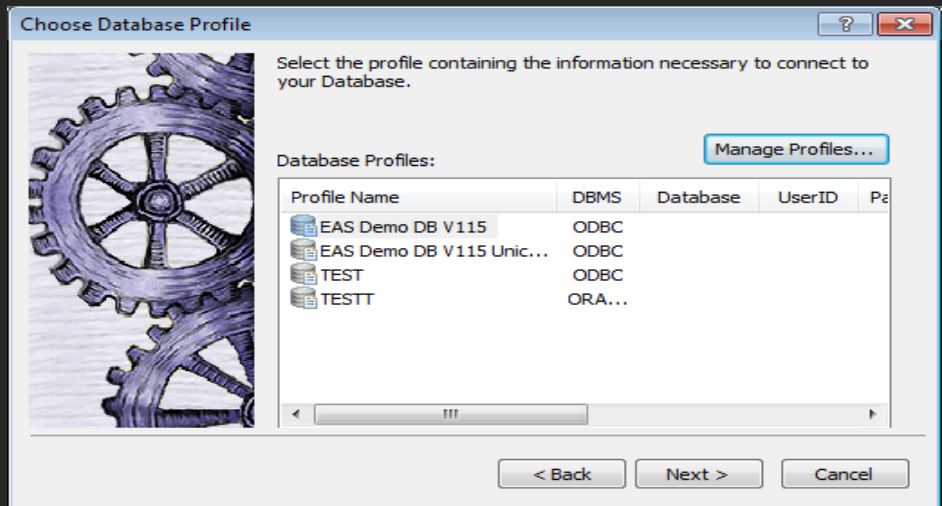 Choose Database Profile
Select the profile containing the information necessary to connect to
your Database.
Manage Profiles...
Database Profiles:
Profile Name DBMS Database UserID Pa
EAS Demo DB V115 ODBC
EAS Demo DB V115 Unic... ODBC
TEST ODBC
TESTT ORA...
< Back Next > Cancel